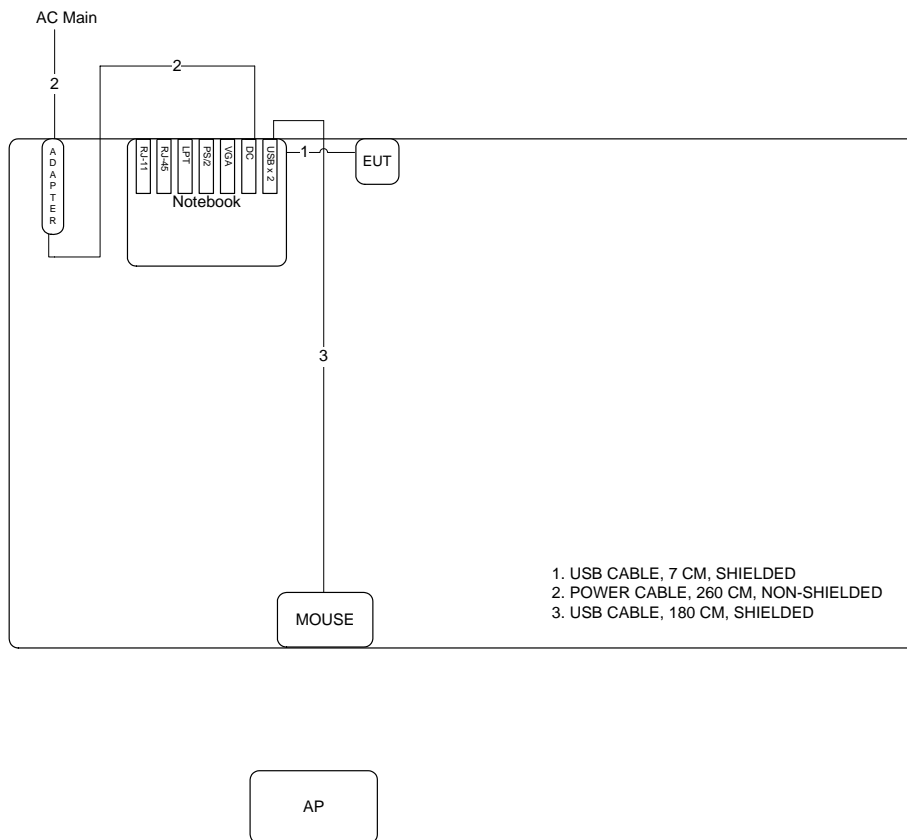 AC Main
2
2
ADAPTER
RJ-11
RJ-45
LPT
PS/2
VGA
DC
USB x 2
1
EUT
Notebook
3
1. USB CABLE, 7 CM, SHIELDED
2. POWER CABLE, 260 CM, NON-SHIELDED
3. USB CABLE, 180 CM, SHIELDED
MOUSE
AP